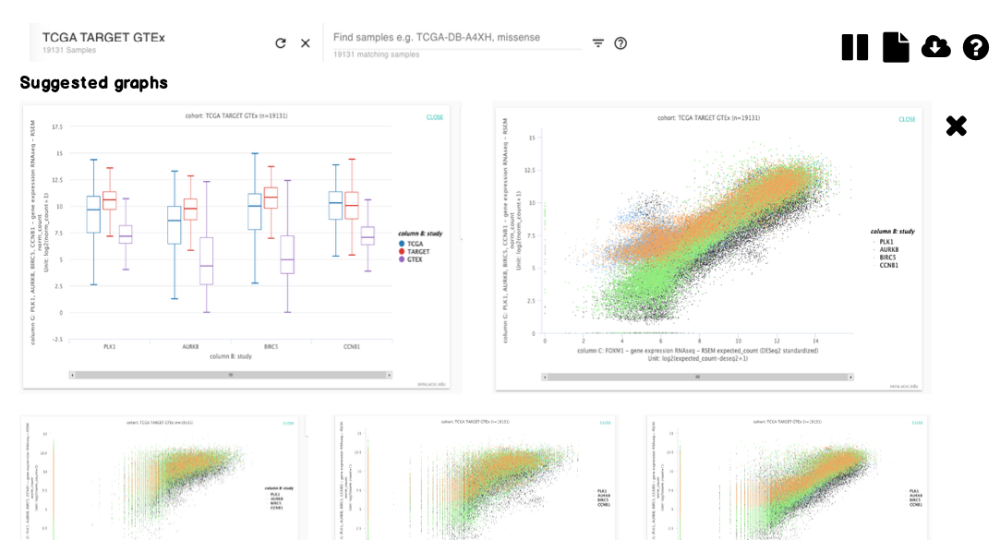 TCGA TARGET GTEx
19131 Samples
Find samples e.g. TCGA-DB-A4XH, missense
19131 matching samples
Suggested graphs
cohort: TCGA TARGET GTEx (n=19131)
CLOSE
column G: PLK1, AURKB, BIRC5, CCNB1 – gene expression RNAseq – RSEM
norm_count
Unit: log2(norm_count+1)
17.5
15
12.5
10
7.5
5
2.5
0
-2.5
PLK1
AURKB
BIRC5
CCNB1
column B: study
column B: study
TCGA
TARGET
GTEX
xena.ucsc.edu
cohort: TCGA TARGET GTEx (n=19131)
CLOSE
column G: PLK1, AURKB, BIRC5, CCNB1 – gene expression RNAseq – RSEM
norm_count
Unit: log2(norm_count+1)
15
12.5
10
7.5
5
2.5
0
0 2 4 6 8 10 12 14
column C: FOXM1 – gene expression RNAseq – RSEM expected_count (DESeq2 standardized)
Unit: log2(expected_count-deseq2+1)
column B: study
PLK1
AURKB
BIRC5
CCNB1
xena.ucsc.edu
cohort: TCGA TARGET GTEx (n=19131)
CLOSE
column B: study
PLK1
AURKB
BIRC5
CCNB1
cohort: TCGA TARGET GTEx (n=19131)
CLOSE
PLK1
AURKB
BIRC5
CCNB1
cohort: TCGA TARGET GTEx (n=19131)
CLOSE
PLK1
AURKB
BIRC5
CCNB1